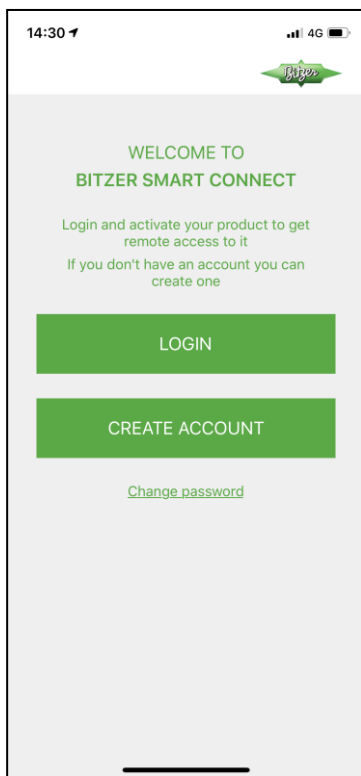 14:30
4G
Bitzer
WELCOME TO
BITZER SMART CONNECT
Login and activate your product to get
remote access to it
If you don't have an account you can
create one
LOGIN
CREATE ACCOUNT
Change password